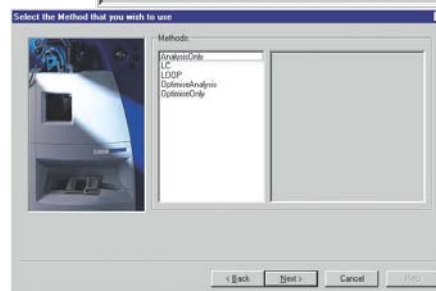 Select the Method that you wish to use
Methods:
AnalysisOnly
LC
LOOP
OptimiseAnalysis
OptimiseOnly
< Back
Next >
Cancel
Help